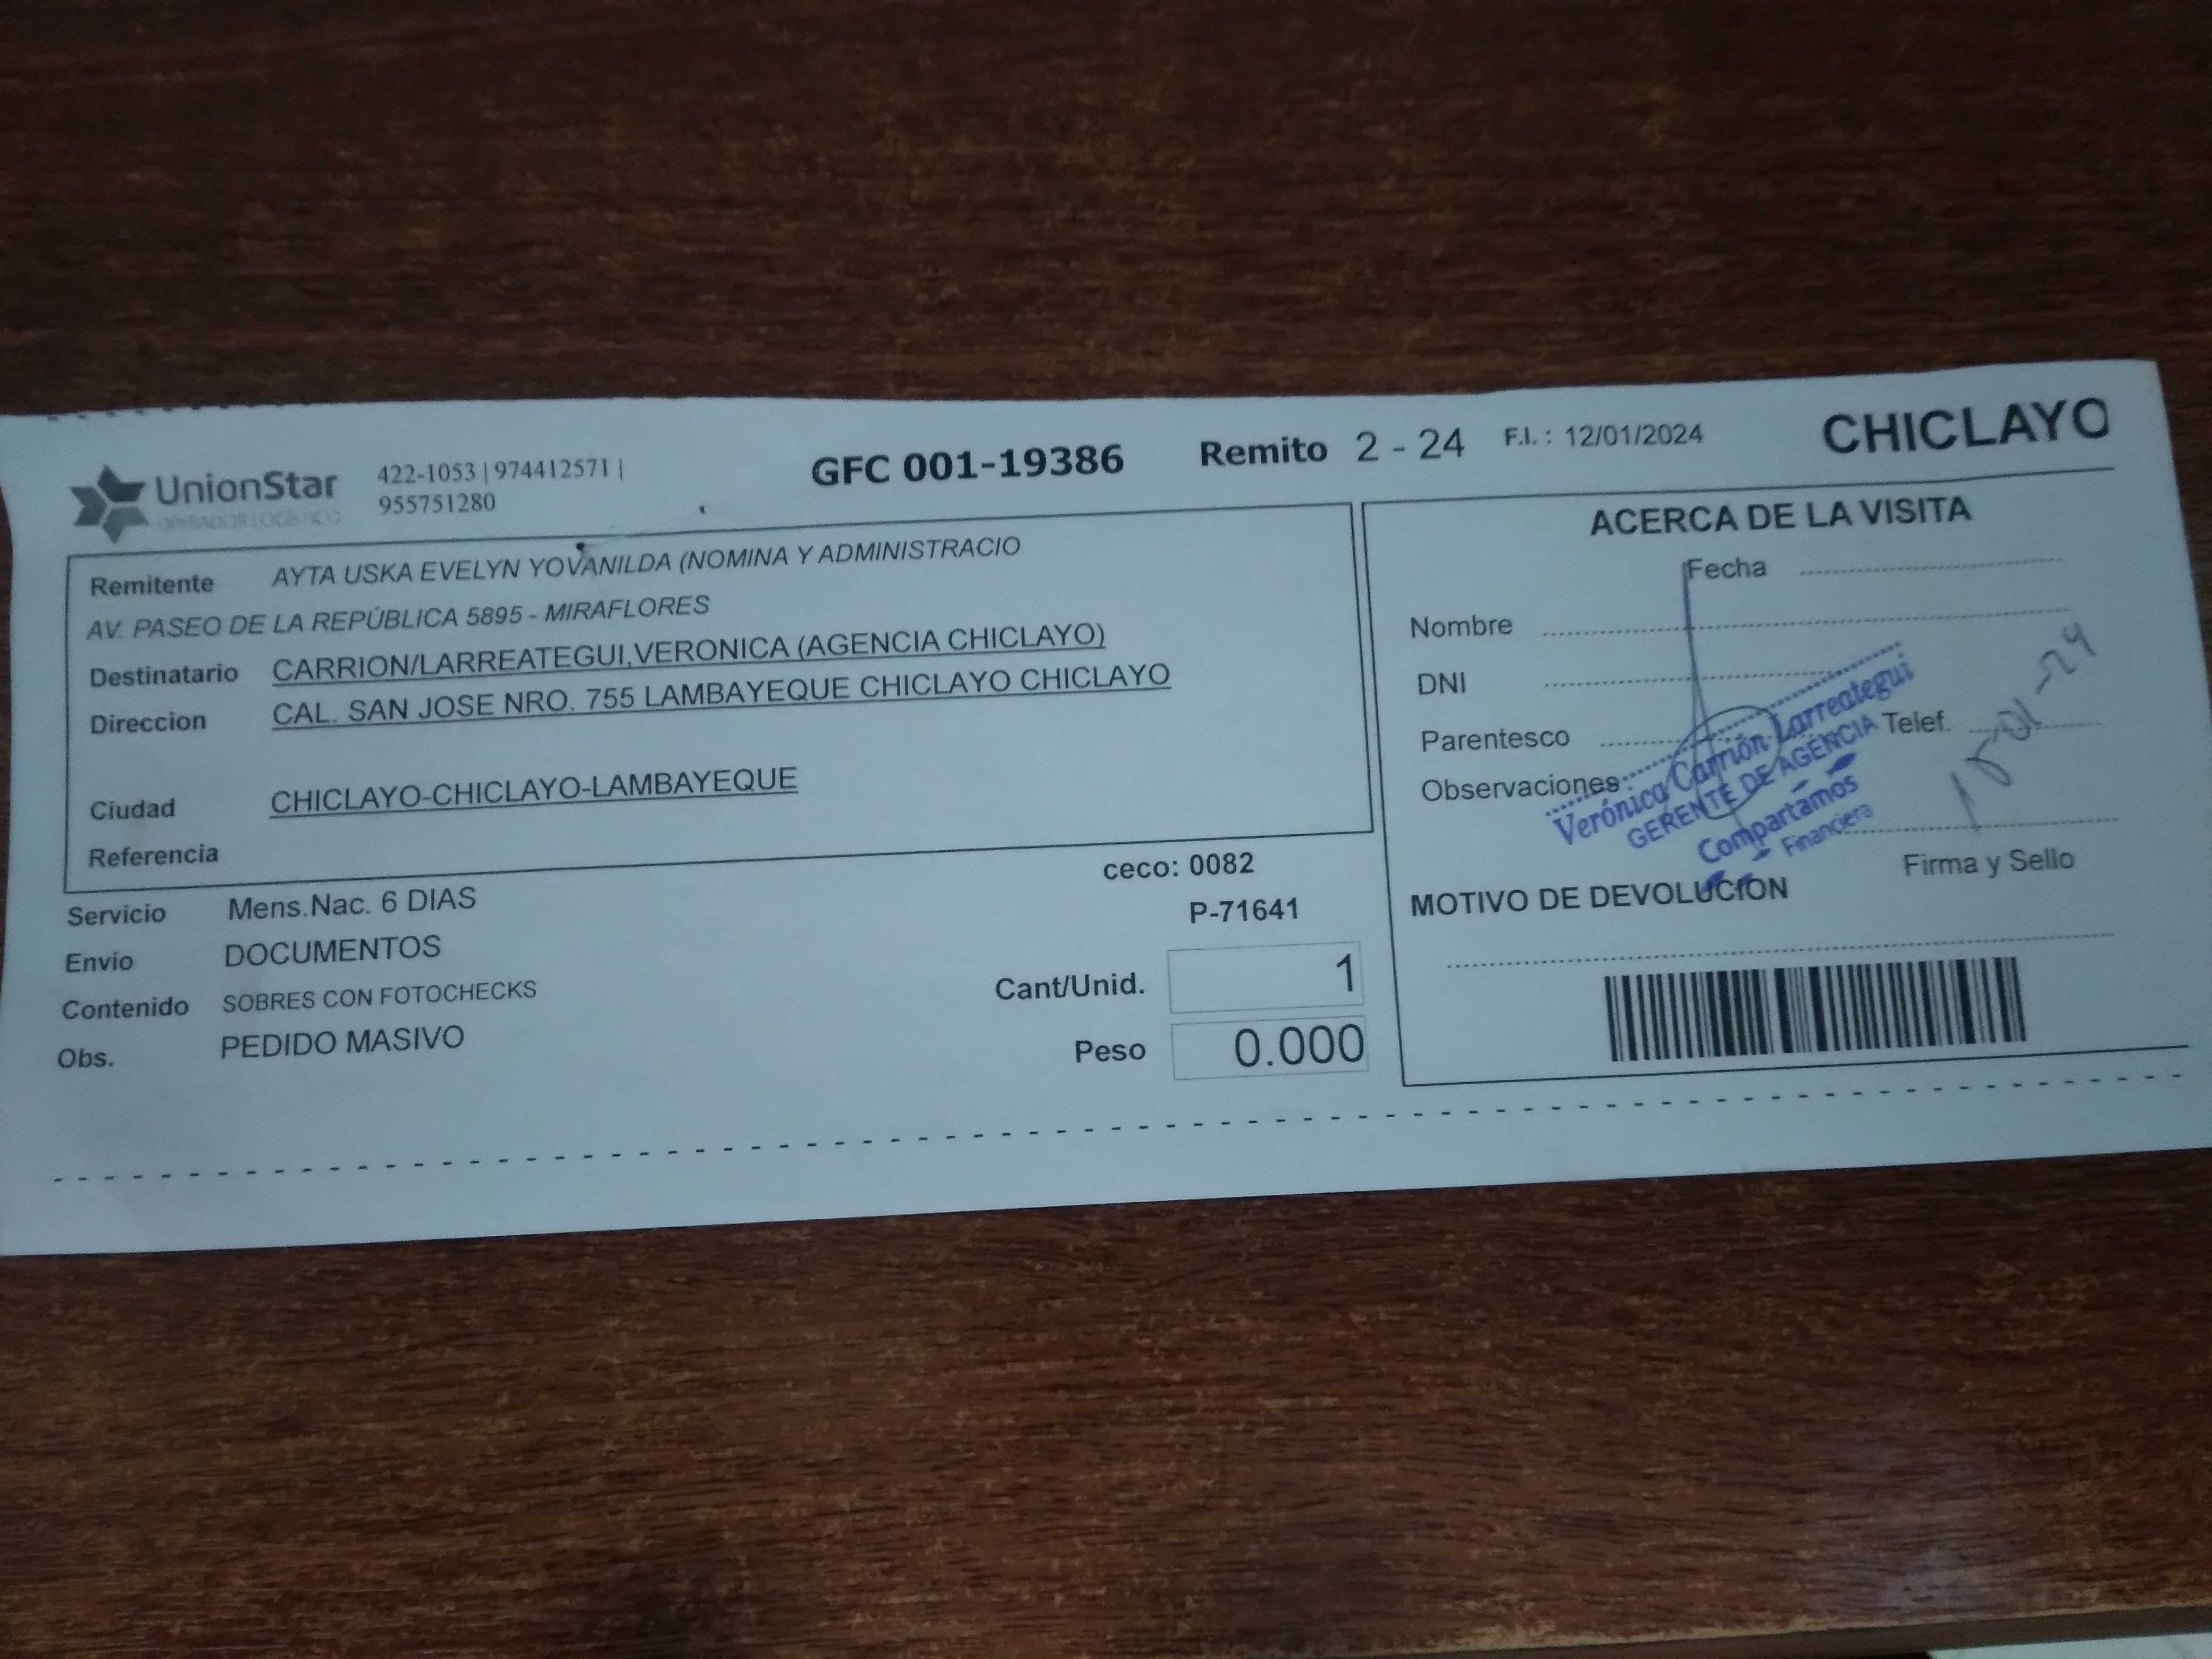 UnionStar
OPERADOR LOGISTICO
422-1053 | 974412571 |
955751280
GFC 001-19386
Remito 2 - 24
F.I. : 12/01/2024
CHICLAYO
Remitente AYTA USKA EVELYN YOVANILDA (NOMINA Y ADMINISTRACIO
AV. PASEO DE LA REPÚBLICA 5895 - MIRAFLORES
Destinatario CARRION/LARREATEGUI,VERONICA (AGENCIA CHICLAYO)
Direccion CAL. SAN JOSE NRO. 755 LAMBAYEQUE CHICLAYO CHICLAYO
Ciudad CHICLAYO-CHICLAYO-LAMBAYEQUE
Referencia
Servicio Mens.Nac. 6 DIAS
Envío DOCUMENTOS
Contenido SOBRES CON FOTOCHECKS
Obs. PEDIDO MASIVO
ceco: 0082
P-71641
Cant/Unid. 1
Peso 0.000
ACERCA DE LA VISITA
Fecha
Nombre
DNI
Parentesco
Telef.
Observaciones
Verónica Carrión Larreategui
GERENTE DE AGENCIA
Compartamos
Financiera
Firma y Sello
MOTIVO DE DEVOLUCION